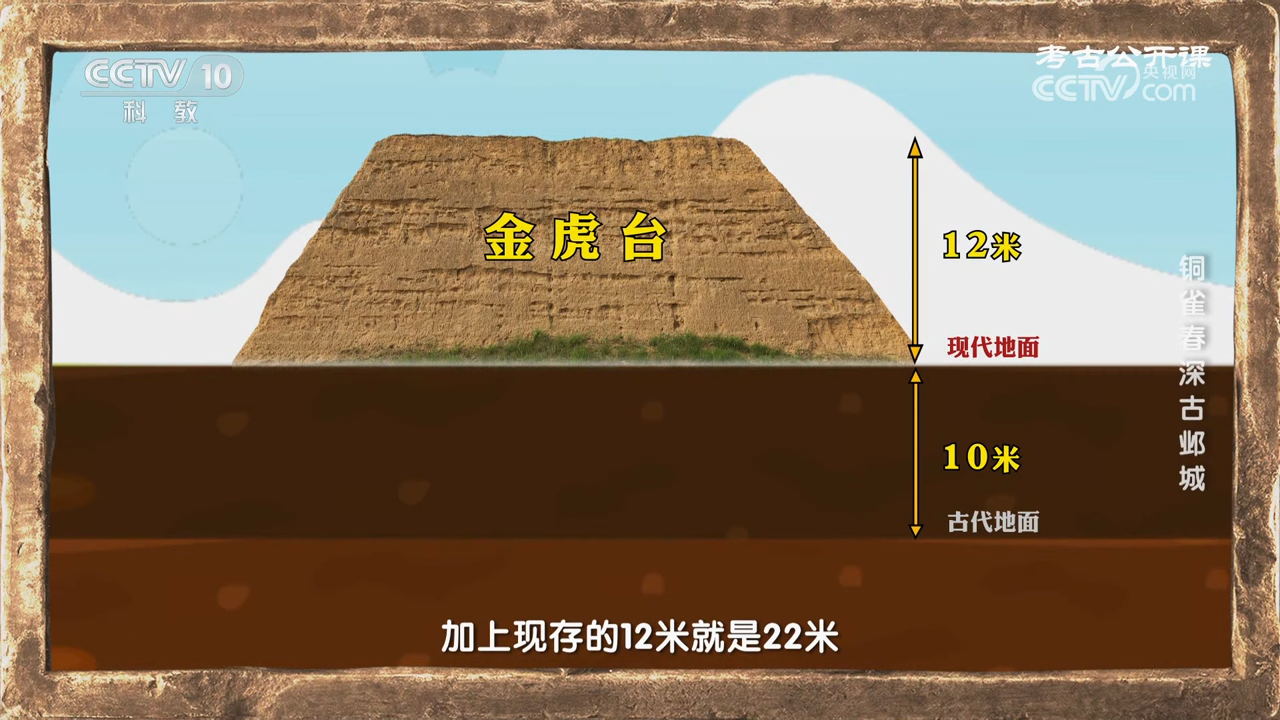 CCTV 10
科 教
考古公开课
央视网
CCTV com
金虎台
12米
现代地面
10米
古代地面
铜雀春深古邺城
加上现存的12米就是22米